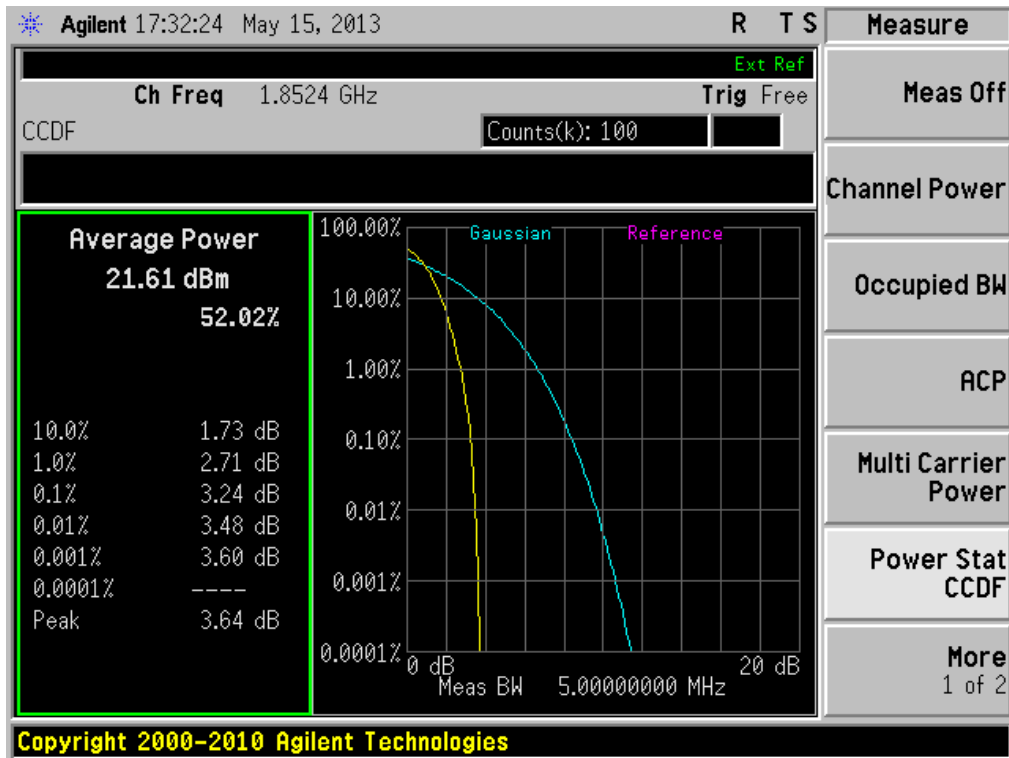 Agilent 17:32:24 May 15, 2013 R T S
Measure
Ext Ref
Ch Freq 1.8524 GHz Trig Free
CCDF Counts(k): 100
Average Power
21.61 dBm
52.02%
10.0% 1.73 dB
1.0% 2.71 dB
0.1% 3.24 dB
0.01% 3.48 dB
0.001% 3.60 dB
0.0001% ----
Peak 3.64 dB
Gaussian Reference
100.00%
10.00%
1.00%
0.10%
0.01%
0.001%
0.0001%
0 dB 20 dB
Meas BW 5.00000000 MHz
Meas Off
Channel Power
Occupied BW
ACP
Multi Carrier
Power
Power Stat
CCDF
More
1 of 2
Copyright 2000-2010 Agilent Technologies